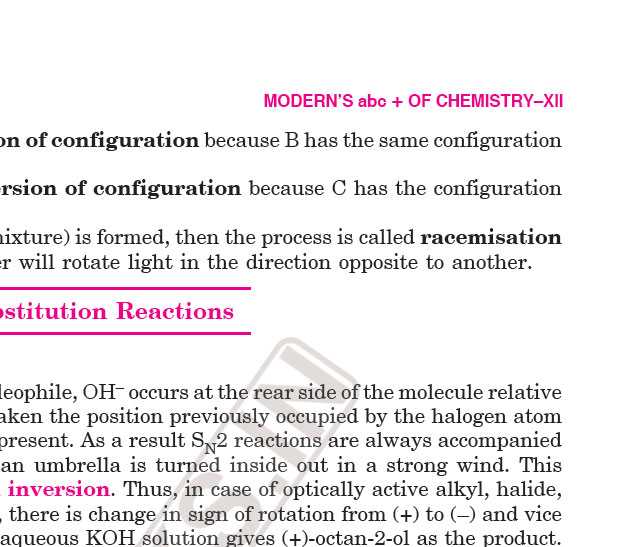 MODERN'S abc + OF CHEMISTRY–XII
on of configuration because B has the same configuration
ersion of configuration because C has the configuration
mixture) is formed, then the process is called racemisation
er will rotate light in the direction opposite to another.
bstitution Reactions
leophile, OH⁻ occurs at the rear side of the molecule relative
aken the position previously occupied by the halogen atom
present. As a result S_N2 reactions are always accompanied
an umbrella is turned inside out in a strong wind. This
inversion. Thus, in case of optically active alkyl, halide,
, there is change in sign of rotation from (+) to (–) and vice
aqueous KOH solution gives (+)-octan-2-ol as the product.
S.IN